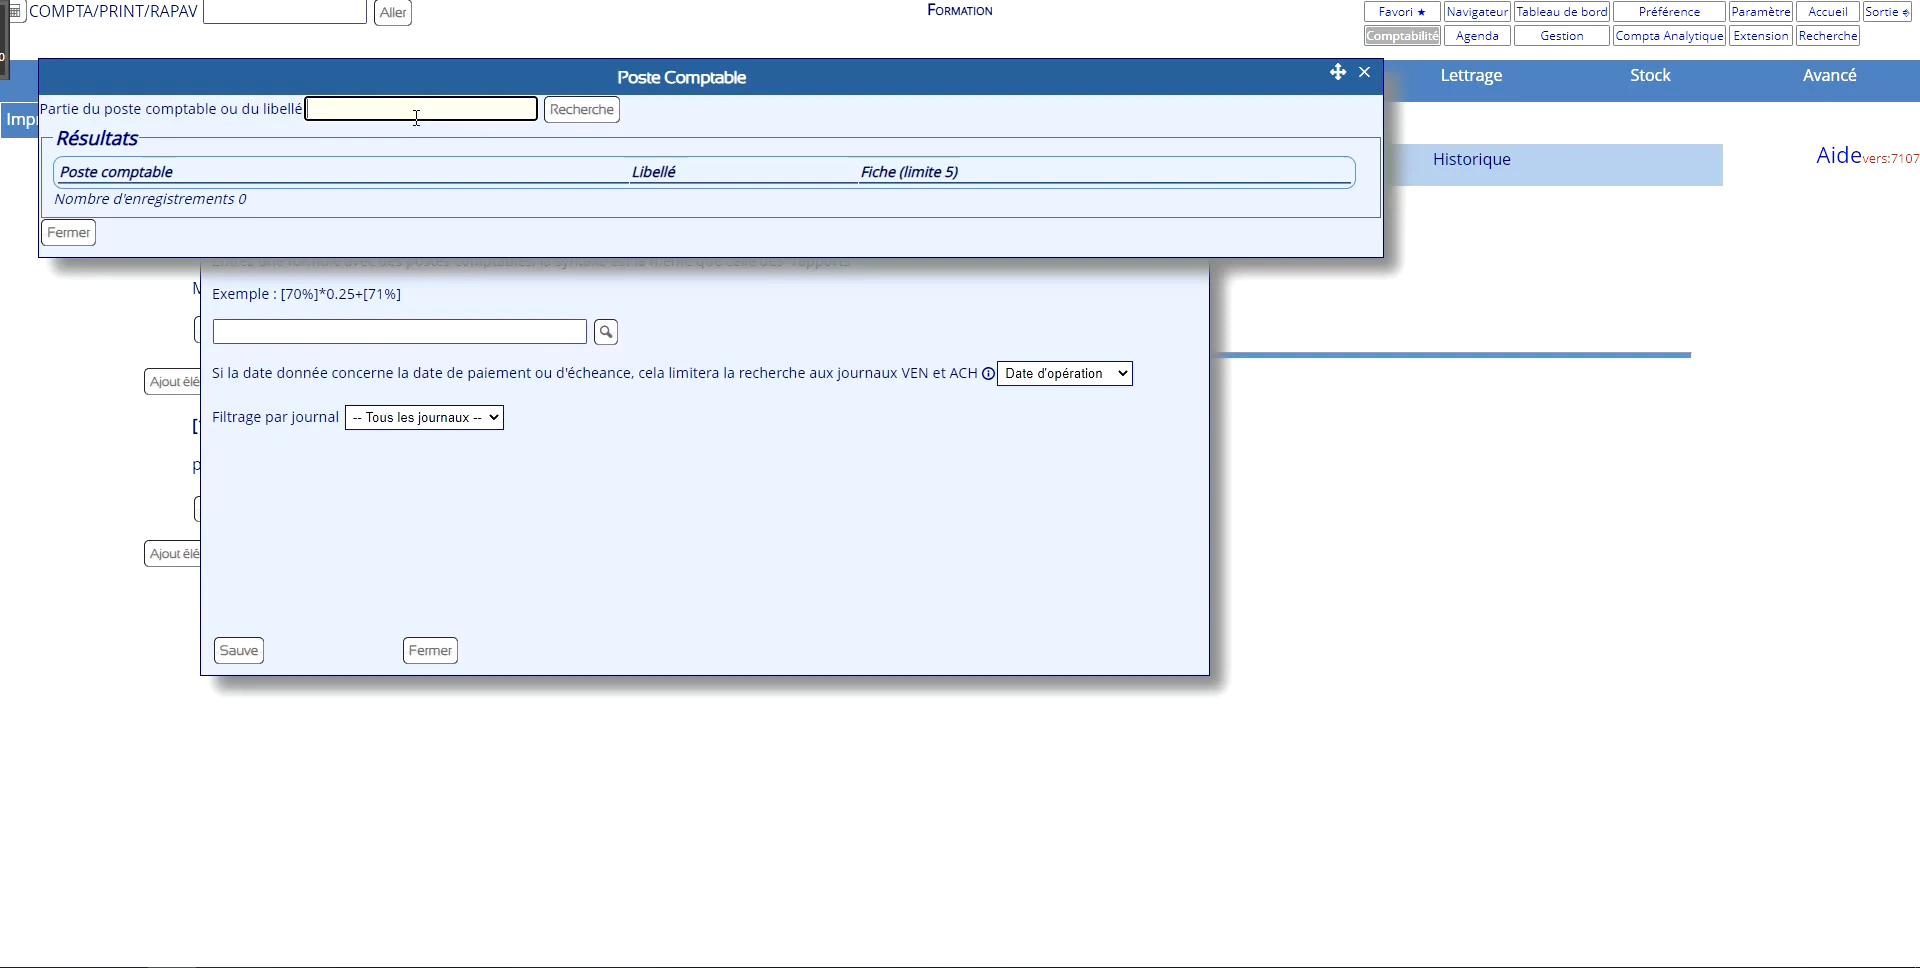 COMPTA/PRINT/RAPAV
Aller
Formation
Favori ★
Navigateur
Tableau de bord
Préférence
Paramètre
Accueil
Sortie
Comptabilité
Agenda
Gestion
Compta Analytique
Extension
Recherche
Poste Comptable
Lettrage
Stock
Avancé
Partie du poste comptable ou du libellé
Recherche
Imp
Résultats
Poste comptable
Libellé
Fiche (limite 5)
Nombre d'enregistrements 0
Fermer
Historique
Aide vers:7107
Exemple : [70%]*0.25+[71%]
Si la date donnée concerne la date de paiement ou d'écheance, cela limitera la recherche aux journaux VEN et ACH
Date d'opération
Ajout élé
Filtrage par journal
-- Tous les journaux --
Ajout élé
Sauve
Fermer